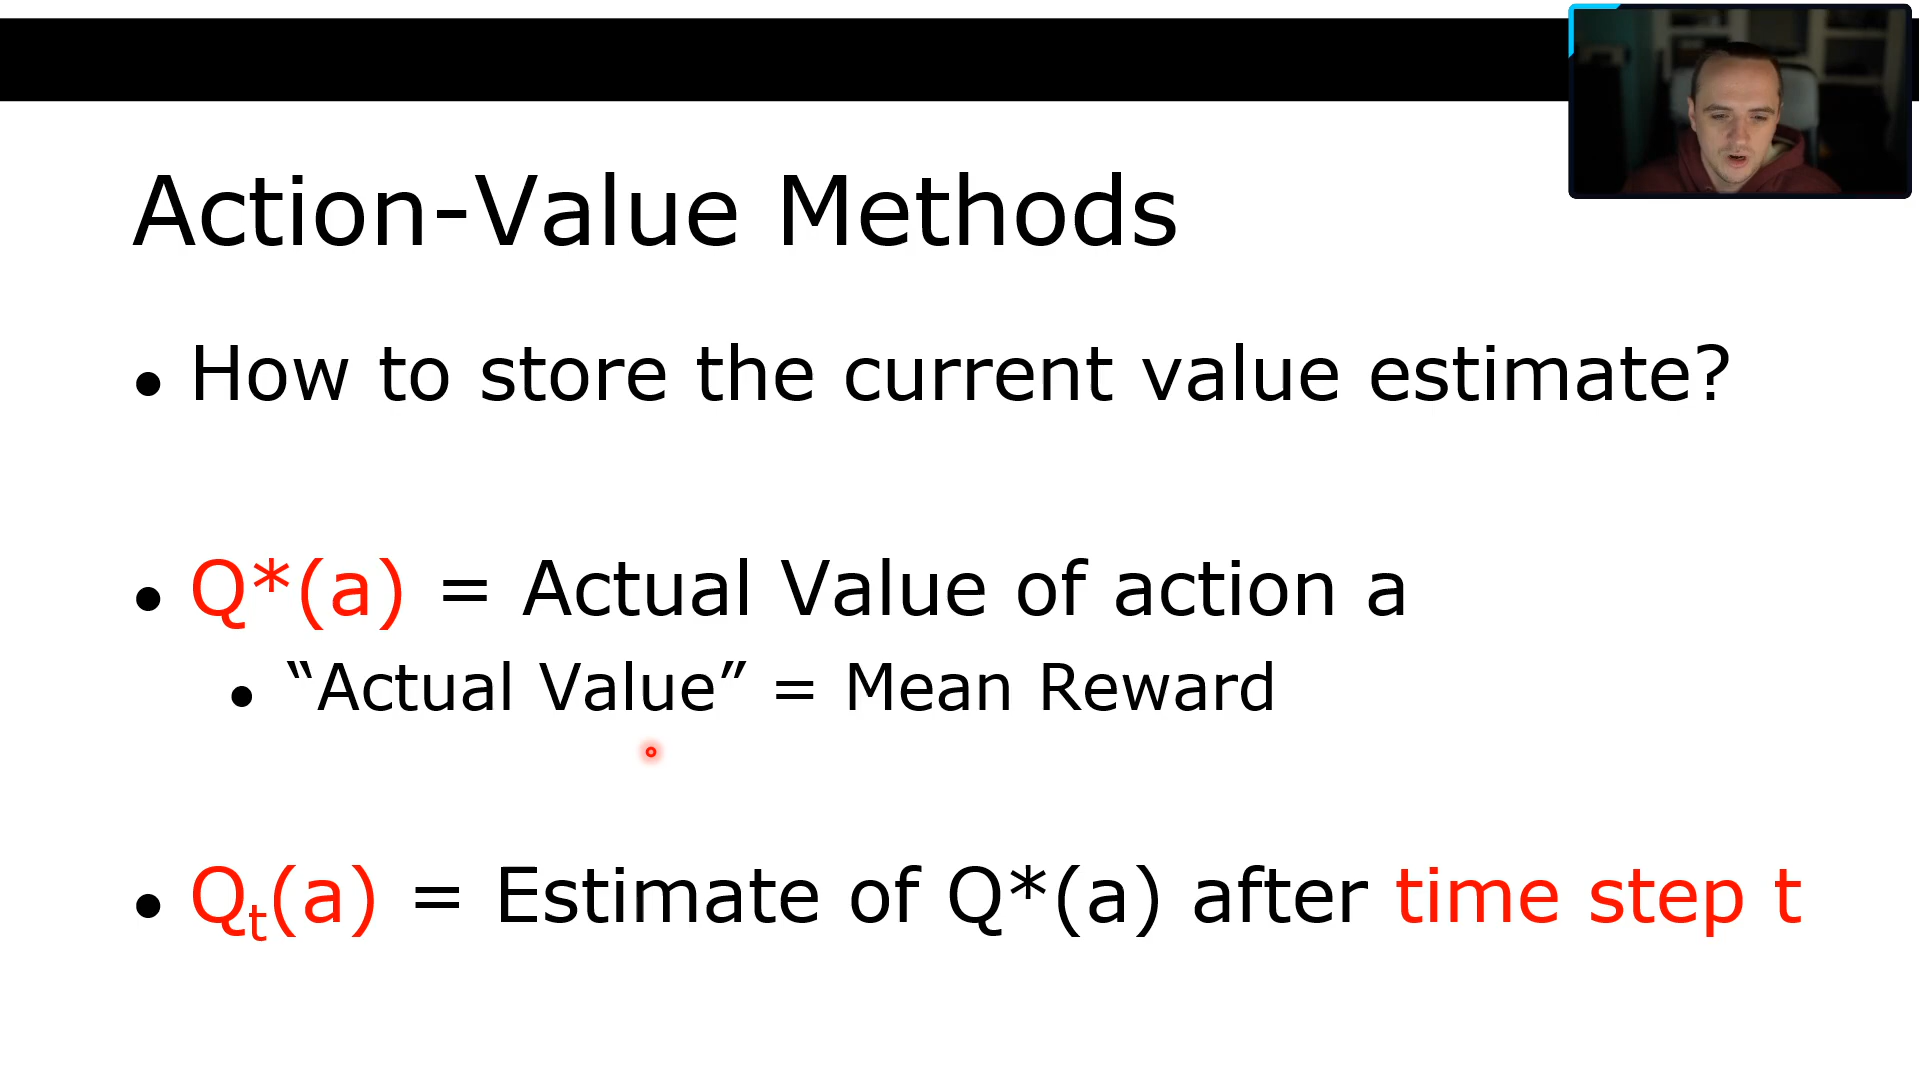 Action-Value Methods
• How to store the current value estimate?
• Q*(a) = Actual Value of action a
• “Actual Value” = Mean Reward
• Qₜ(a) = Estimate of Q*(a) after time step t